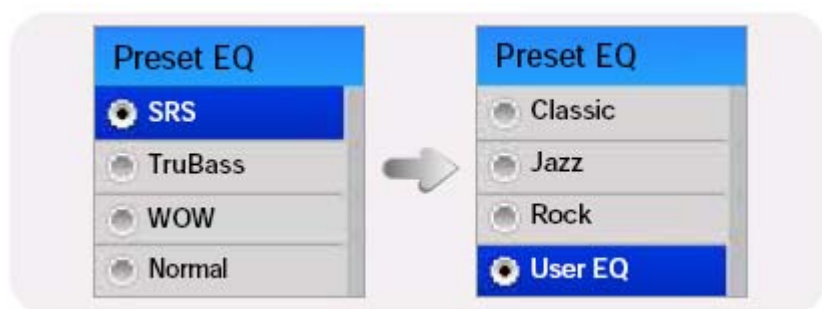 Preset EQ
SRS
TruBass
WOW
Normal
Preset EQ
Classic
Jazz
Rock
User EQ